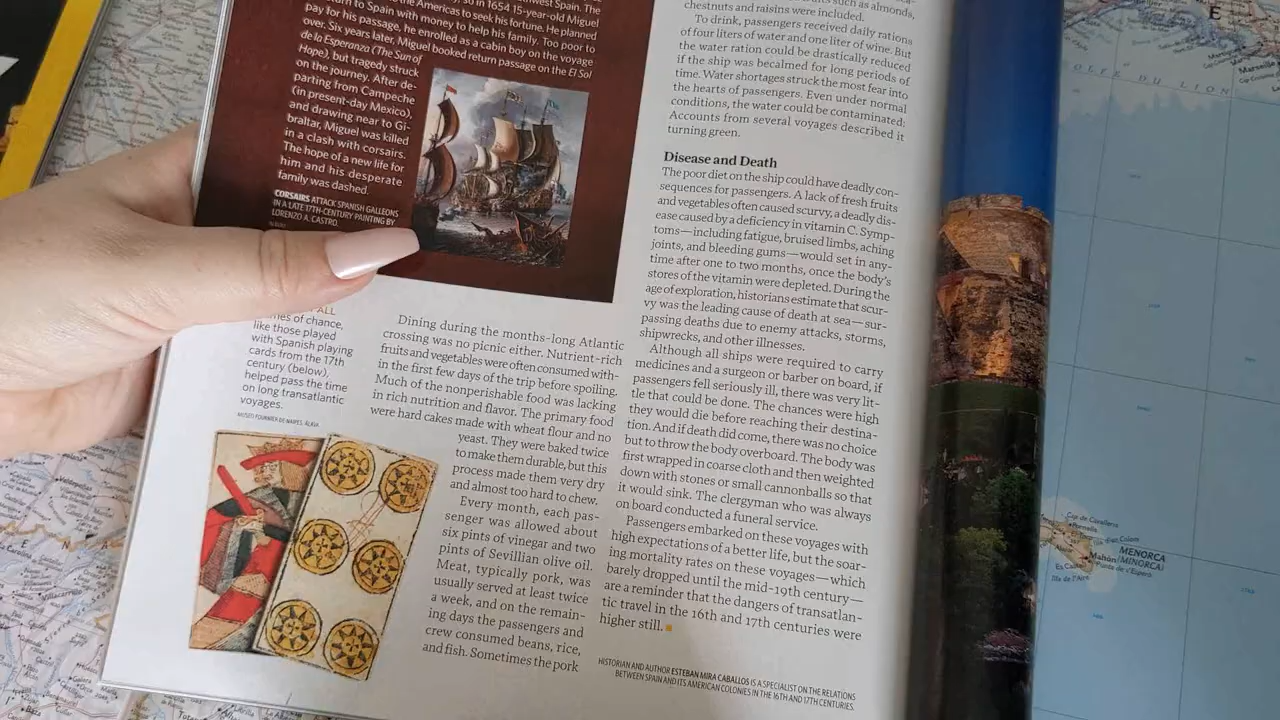 so in 1654 15-year-old Miguel
the Americas to seek his fortune. He planned
to Spain with money to help his family. Too poor to
pay for his passage, he enrolled as a cabin boy on the voyage
over. Six years later, Miguel booked return passage on the El Sol
de la Esperanza (The Sun of
Hope), but tragedy struck
on the journey. After de-
parting from Campeche
(in present-day Mexico),
and drawing near to Gi-
braltar, Miguel was killed
in a clash with corsairs.
The hope of a new life for
him and his desperate
family was dashed.
CORSAIRS ATTACK SPANISH GALLEONS
IN A LATE 17TH-CENTURY PAINTING BY
LORENZO A. CASTRO.
ALL
of chance,
like those played
with Spanish playing
cards from the 17th
century (below),
helped pass the time
on long transatlantic
voyages.
MUSEO FOURNIER DE NAIPES, ÁLAVA
Dining during the months-long Atlantic
crossing was no picnic either. Nutrient-rich
fruits and vegetables were often consumed with-
in the first few days of the trip before spoiling.
Much of the nonperishable food was lacking
in rich nutrition and flavor. The primary food
were hard cakes made with wheat flour and no
yeast. They were baked twice
to make them durable, but this
process made them very dry
and almost too hard to chew.
Every month, each pas-
senger was allowed about
six pints of vinegar and two
pints of Sevillian olive oil.
Meat, typically pork, was
usually served at least twice
a week, and on the remain-
ing days the passengers and
crew consumed beans, rice,
and fish. Sometimes the pork
such as almonds,
chestnuts and raisins were included.
To drink, passengers received daily rations
of four liters of water and one liter of wine. But
the water ration could be drastically reduced
if the ship was becalmed for long periods of
time. Water shortages struck the most fear into
the hearts of passengers. Even under normal
conditions, the water could be contaminated:
Accounts from several voyages described it
turning green.
Disease and Death
The poor diet on the ship could have deadly con-
sequences for passengers. A lack of fresh fruits
and vegetables often caused scurvy, a deadly dis-
ease caused by a deficiency in vitamin C. Symp-
toms—including fatigue, bruised limbs, aching
joints, and bleeding gums—would set in any-
time after one to two months, once the body's
stores of the vitamin were depleted. During the
age of exploration, historians estimate that scur-
vy was the leading cause of death at sea—sur-
passing deaths due to enemy attacks, storms,
shipwrecks, and other illnesses.
Although all ships were required to carry
medicines and a surgeon or barber on board, if
passengers fell seriously ill, there was very lit-
tle that could be done. The chances were high
they would die before reaching their destina-
tion. And if death did come, there was no choice
but to throw the body overboard. The body was
first wrapped in coarse cloth and then weighted
down with stones or small cannonballs so that
it would sink. The clergyman who was always
on board conducted a funeral service.
Passengers embarked on these voyages with
high expectations of a better life, but the soar-
ing mortality rates on these voyages—which
barely dropped until the mid-19th century—
are a reminder that the dangers of transatlan-
tic travel in the 16th and 17th centuries were
higher still.
HISTORIAN AND AUTHOR ESTEBAN MIRA CABALLOS IS A SPECIALIST ON THE RELATIONS
BETWEEN SPAIN AND ITS AMERICAN COLONIES IN THE 16TH AND 17TH CENTURIES.
E
DU LION
MENORCA
(MINORCA)